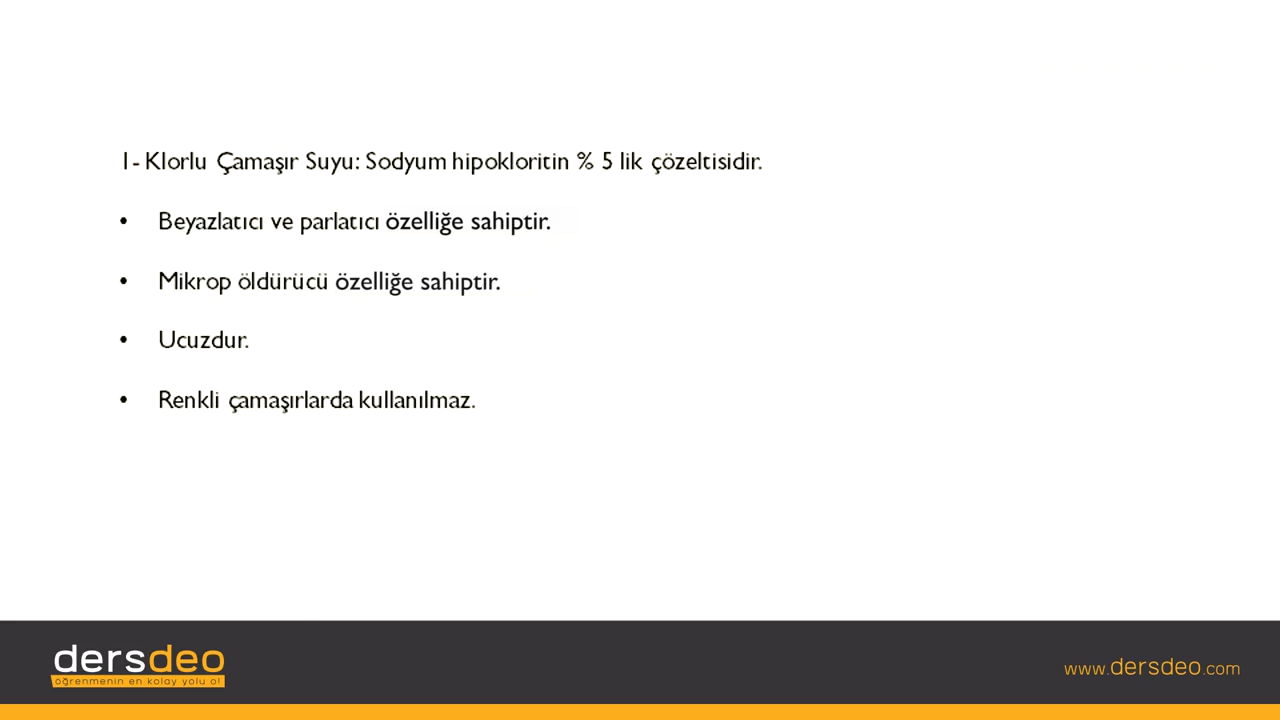 1- Klorlu Çamaşır Suyu: Sodyum hipokloritin % 5 lik çözeltisidir.
• Beyazlatıcı ve parlatıcı özelliğe sahiptir.
• Mikrop öldürücü özelliğe sahiptir.
• Ucuzdur.
• Renkli çamaşırlarda kullanılmaz.
dersdeo
öğrenmenin en kolay yolu o!
www.dersdeo.com